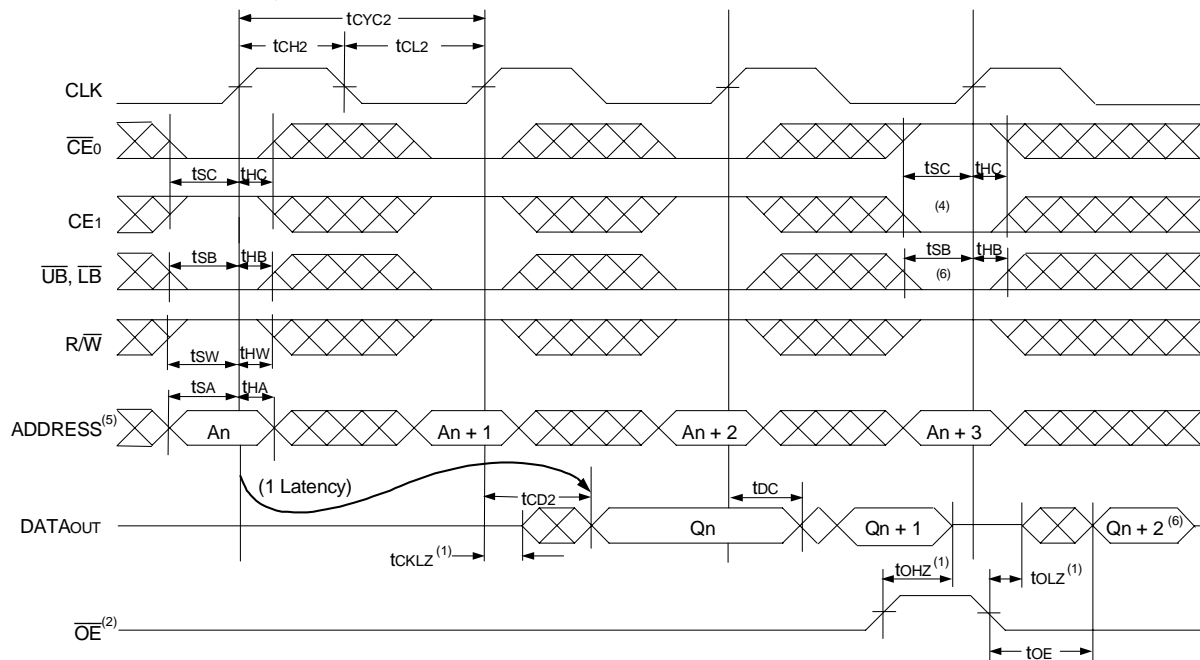 tCYC2
tCH2 tCL2
CLK
CE0
tSC tHC tSC tHC
CE1 (4)
tSB tHB tSB tHB
UB, LB (6)
R/W
tSW tHW
tSA tHA
ADDRESS(5) An An + 1 An + 2 An + 3
(1 Latency) tCD2 tDC
DATAOUT Qn Qn + 1 Qn + 2(6)
tCKLZ(1) tOHZ(1) tOLZ(1)
OE(2)
tOE